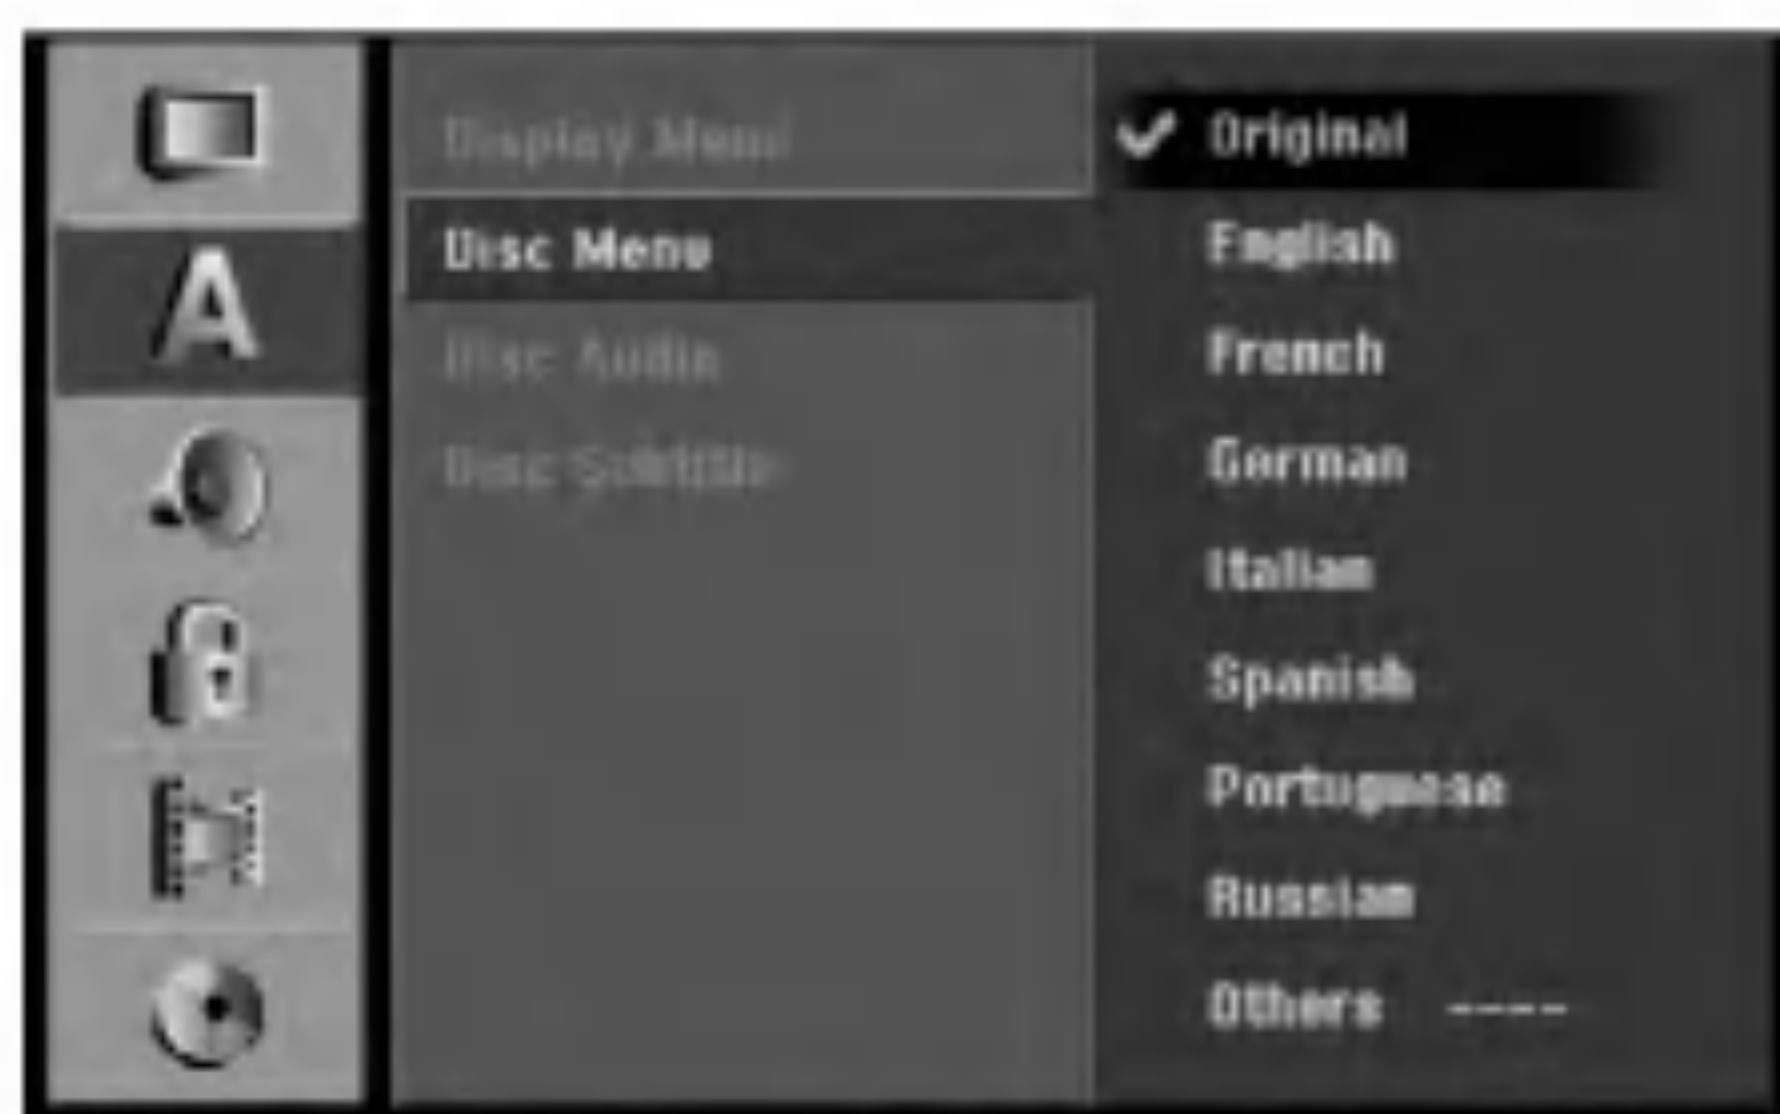 Display Menu
Disc Menu
Disc Audio
Disc Subtitle
Original
English
French
German
Italian
Spanish
Portuguese
Russian
Others ----
A